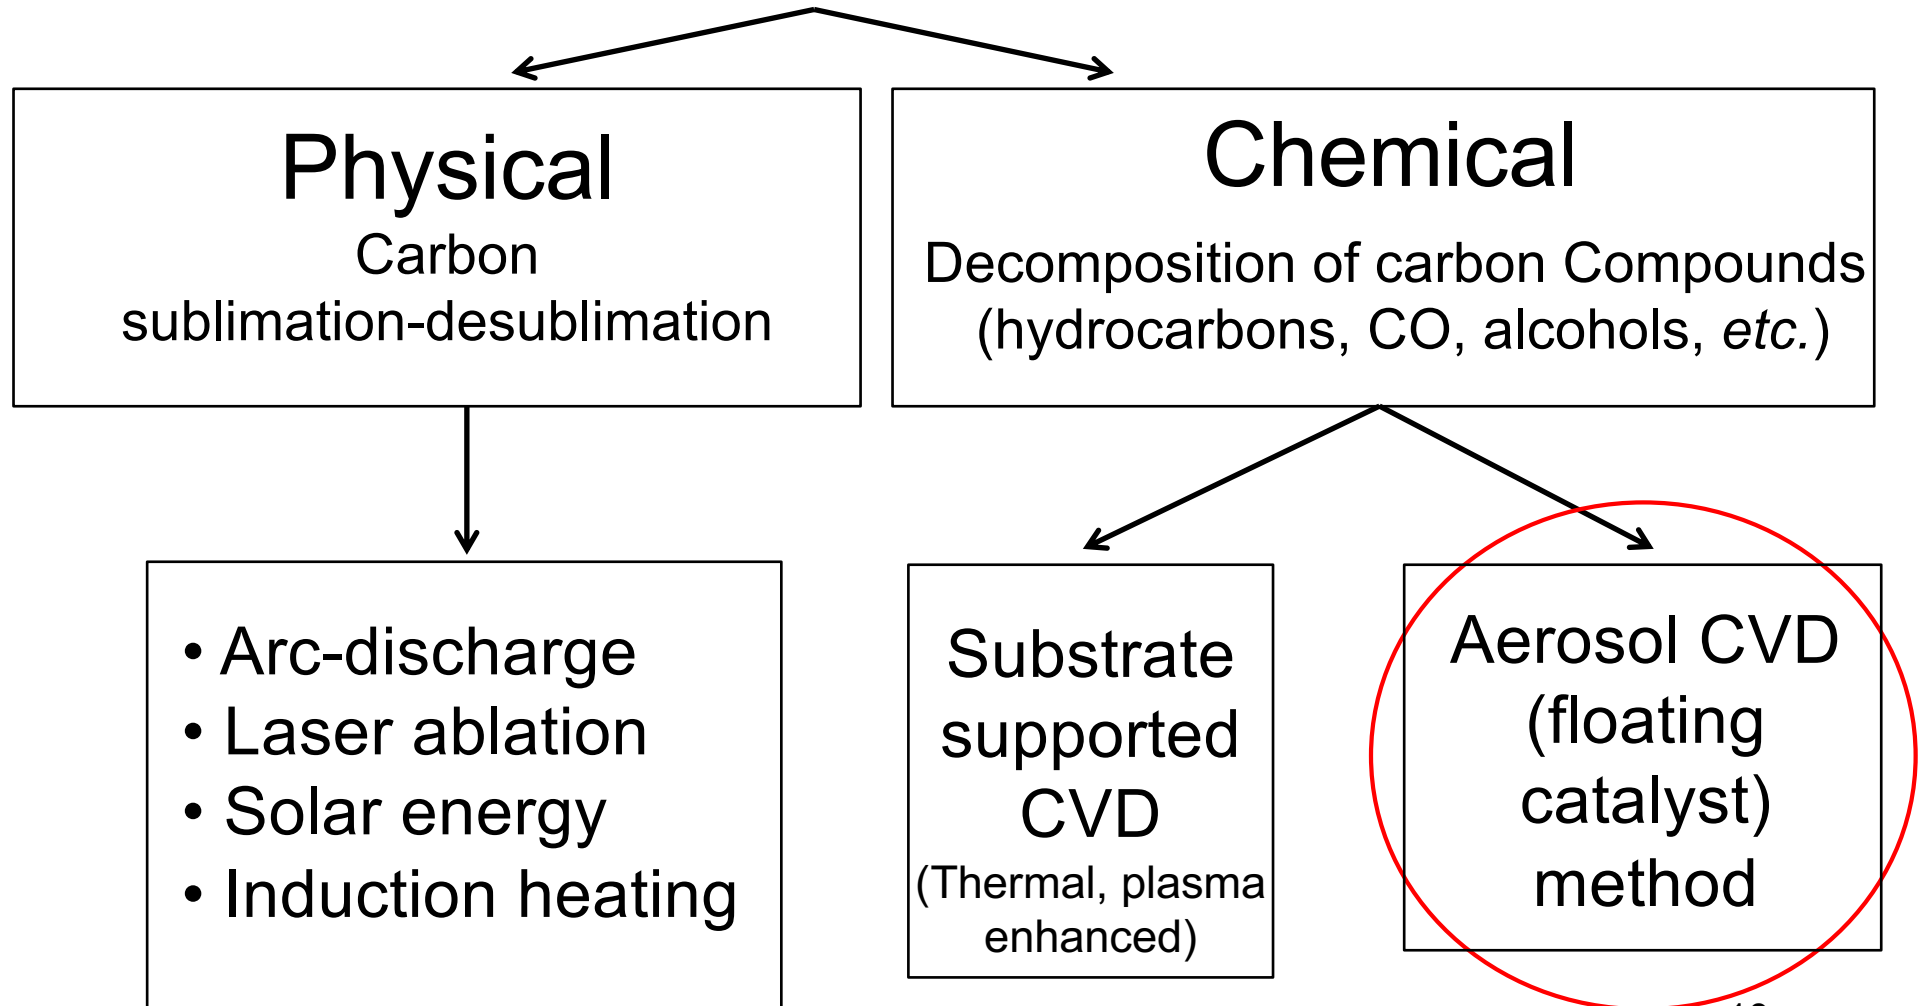 Physical
Carbon
sublimation-desublimation
Chemical
Decomposition of carbon Compounds
(hydrocarbons, CO, alcohols, etc.)
• Arc-discharge
• Laser ablation
• Solar energy
• Induction heating
Substrate
supported
CVD
(Thermal, plasma
enhanced)
Aerosol CVD
(floating
catalyst)
method